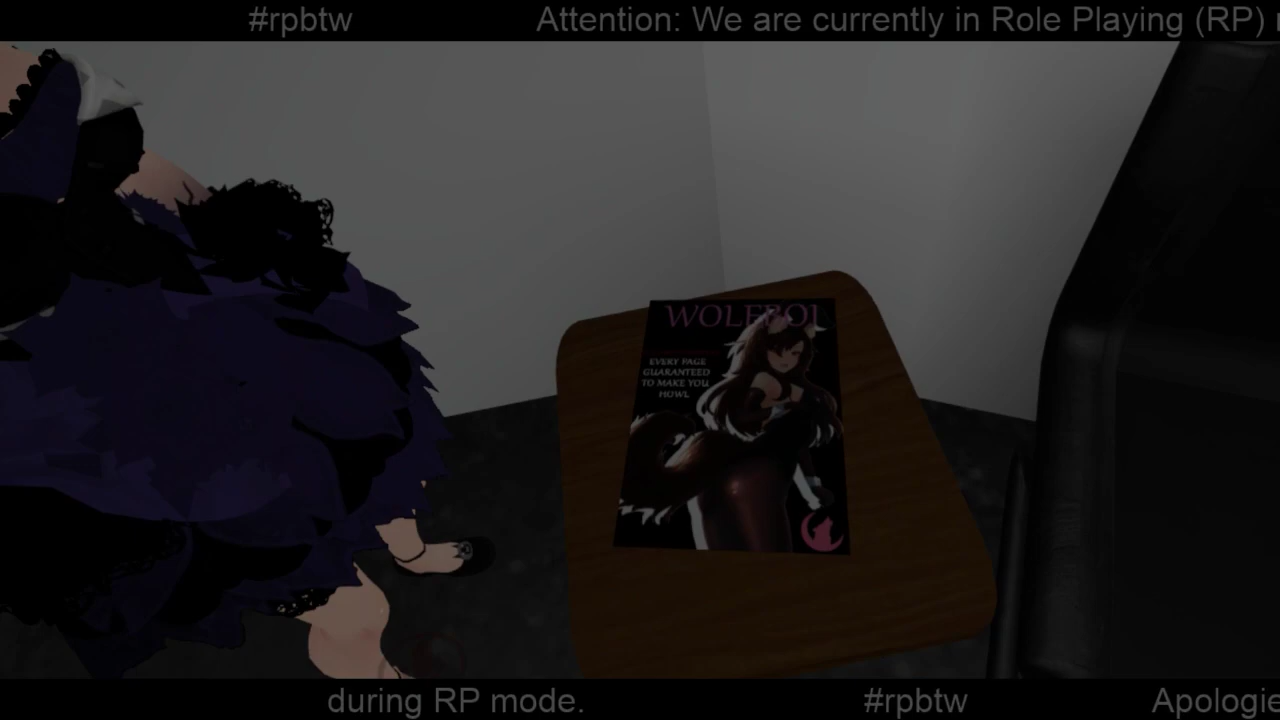 #rpbtw Attention: We are currently in Role Playing (RP)
WOLFBOI
EVERY PAGE
GUARANTEED
TO MAKE YOU
HOWL
during RP mode. #rpbtw Apologie